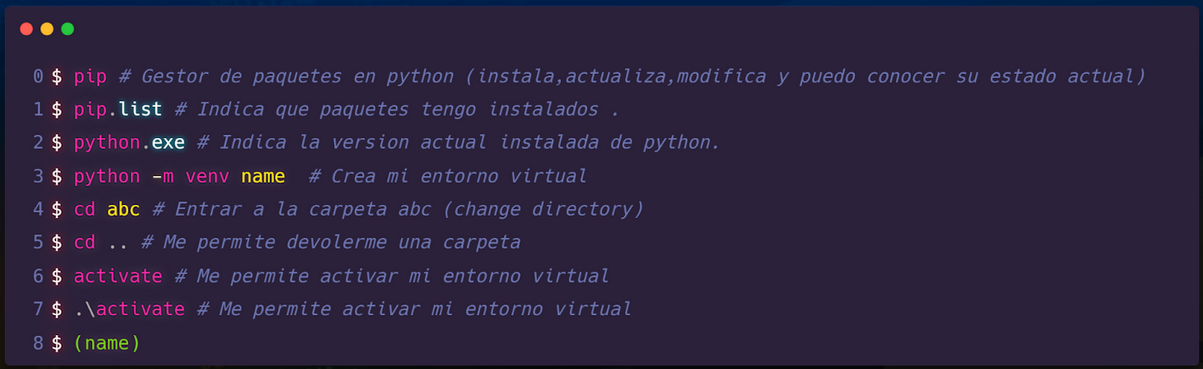 0 $ pip # Gestor de paquetes en python (instala,actualiza,modifica y puedo conocer su estado actual)
1 $ pip.list # Indica que paquetes tengo instalados .
2 $ python.exe # Indica la version actual instalada de python.
3 $ python -m venv name  # Crea mi entorno virtual
4 $ cd abc # Entrar a la carpeta abc (change directory)
5 $ cd .. # Me permite devolerme una carpeta
6 $ activate # Me permite activar mi entorno virtual
7 $ .\activate # Me permite activar mi entorno virtual
8 $ (name)